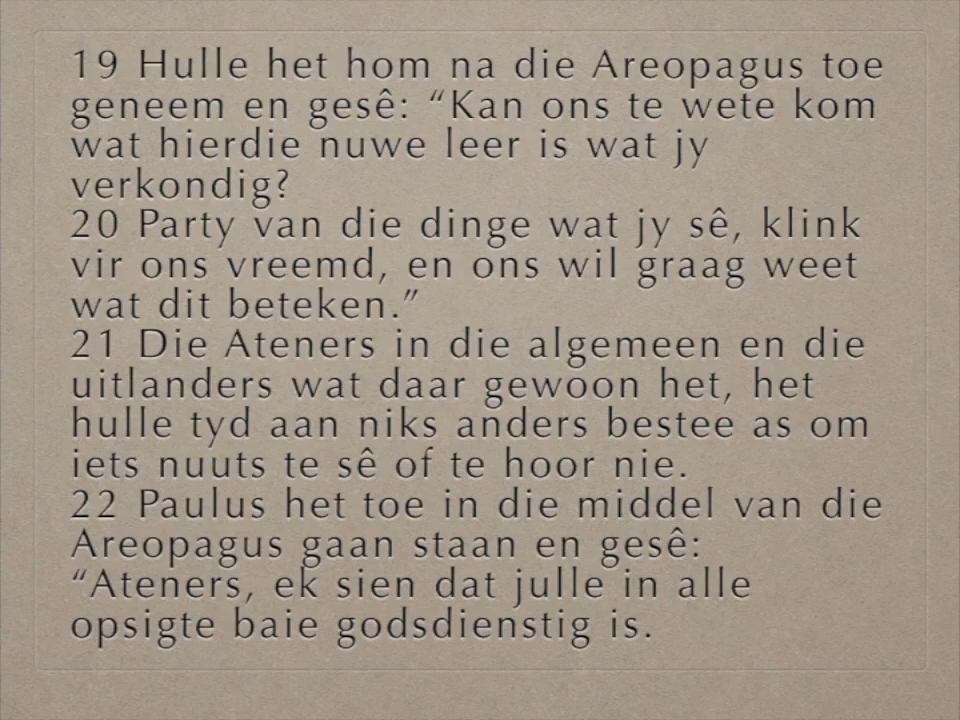 19 Hulle het hom na die Areopagus toe
geneem en gesê: “Kan ons te wete kom
wat hierdie nuwe leer is wat jy
verkondig?
20 Party van die dinge wat jy sê, klink
vir ons vreemd, en ons wil graag weet
wat dit beteken.”
21 Die Ateners in die algemeen en die
uitlanders wat daar gewoon het, het
hulle tyd aan niks anders bestee as om
iets nuuts te sê of te hoor nie.
22 Paulus het toe in die middel van die
Areopagus gaan staan en gesê:
“Ateners, ek sien dat julle in alle
opsigte baie godsdienstig is.